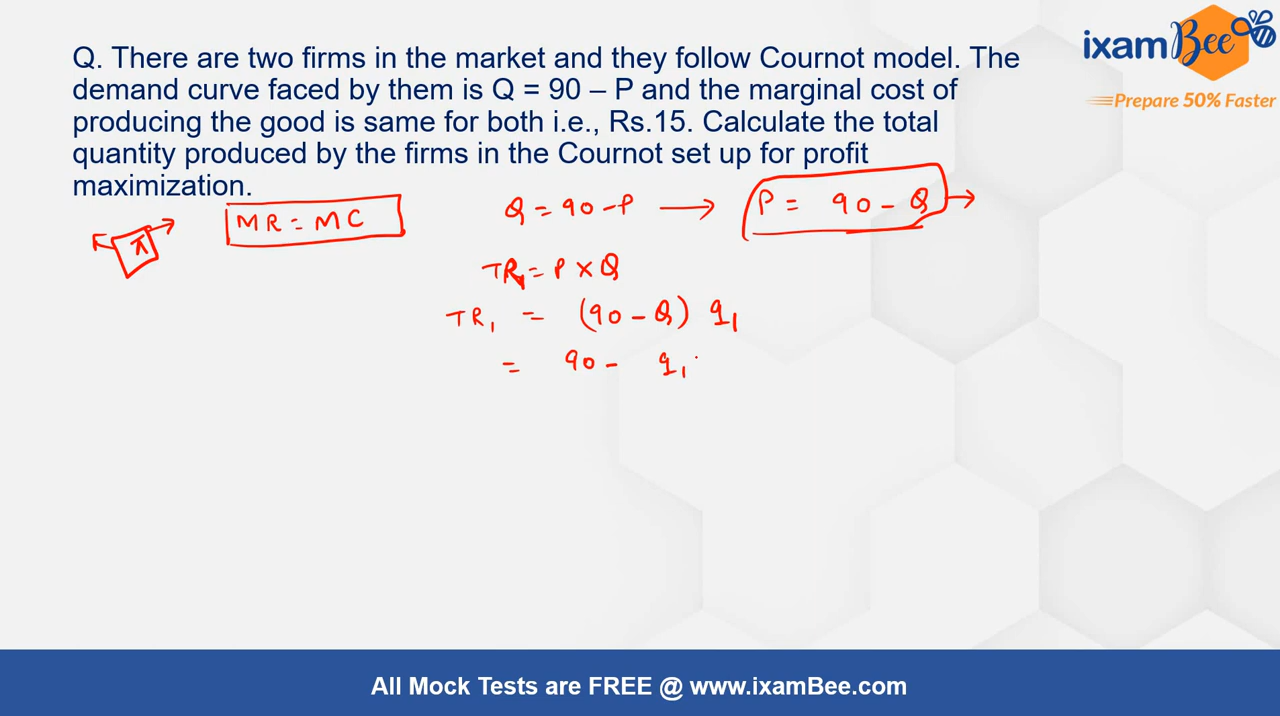 ixamBee
Prepare 50% Faster
Q. There are two firms in the market and they follow Cournot model. The
demand curve faced by them is Q = 90 – P and the marginal cost of
producing the good is same for both i.e., Rs.15. Calculate the total
quantity produced by the firms in the Cournot set up for profit
maximization.
π
MR = MC
Q = 90 - P → P = 90 - Q →
TR₁ = P × Q
TR₁ = (90 - Q) q₁
= 90 - q₁
All Mock Tests are FREE @ www.ixamBee.com